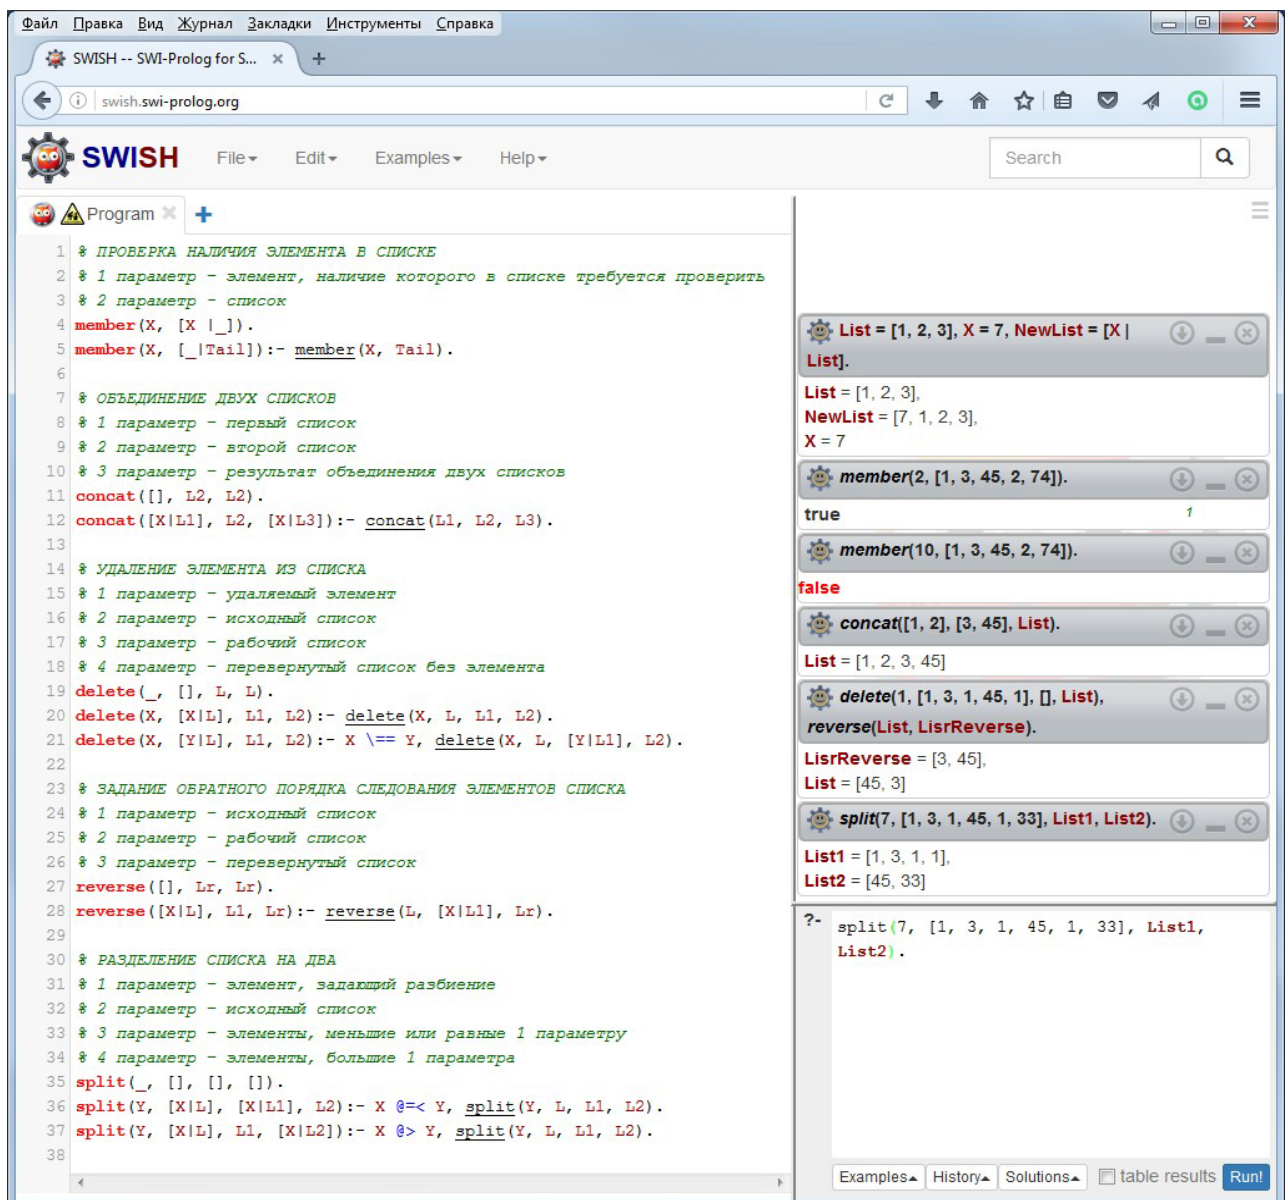 Файл Правка Вид Журнал Закладки Инструменты Справка
SWISH -- SWI-Prolog for S...
swish.swi-prolog.org
SWISH File Edit Examples Help Search
Program
1 % ПРОВЕРКА НАЛИЧИЯ ЭЛЕМЕНТА В СПИСКЕ
2 % 1 параметр - элемент, наличие которого в списке требуется проверить
3 % 2 параметр - список
4 member(X, [X |_]).
5 member(X, [_|Tail]):- member(X, Tail).
6
7 % ОБЪЕДИНЕНИЕ ДВУХ СПИСКОВ
8 % 1 параметр - первый список
9 % 2 параметр - второй список
10 % 3 параметр - результат объединения двух списков
11 concat([], L2, L2).
12 concat([X|L1], L2, [X|L3]):- concat(L1, L2, L3).
13
14 % УДАЛЕНИЕ ЭЛЕМЕНТА ИЗ СПИСКА
15 % 1 параметр - удаляемый элемент
16 % 2 параметр - исходный список
17 % 3 параметр - рабочий список
18 % 4 параметр - перевернутый список без элемента
19 delete(_, [], L, L).
20 delete(X, [X|L], L1, L2):- delete(X, L, L1, L2).
21 delete(X, [Y|L], L1, L2):- X \== Y, delete(X, L, [Y|L1], L2).
22
23 % ЗАДАНИЕ ОБРАТНОГО ПОРЯДКА СЛЕДОВАНИЯ ЭЛЕМЕНТОВ СПИСКА
24 % 1 параметр - исходный список
25 % 2 параметр - рабочий список
26 % 3 параметр - перевернутый список
27 reverse([], Lr, Lr).
28 reverse([X|L], L1, Lr):- reverse(L, [X|L1], Lr).
29
30 % РАЗДЕЛЕНИЕ СПИСКА НА ДВА
31 % 1 параметр - элемент, задающий разбиение
32 % 2 параметр - исходный список
33 % 3 параметр - элементы, меньшие или равные 1 параметру
34 % 4 параметр - элементы, большие 1 параметра
35 split(_, [], [], []).
36 split(Y, [X|L], [X|L1], L2):- X @=< Y, split(Y, L, L1, L2).
37 split(Y, [X|L], L1, [X|L2]):- X @> Y, split(Y, L, L1, L2).
38
List = [1, 2, 3], X = 7, NewList = [X |
List].
List = [1, 2, 3],
NewList = [7, 1, 2, 3],
X = 7
member(2, [1, 3, 45, 2, 74]).
true 1
member(10, [1, 3, 45, 2, 74]).
false
concat([1, 2], [3, 45], List).
List = [1, 2, 3, 45]
delete(1, [1, 3, 1, 45, 1], [], List),
reverse(List, LisrReverse).
LisrReverse = [3, 45],
List = [45, 3]
split(7, [1, 3, 1, 45, 1, 33], List1, List2).
List1 = [1, 3, 1, 1],
List2 = [45, 33]
?- split(7, [1, 3, 1, 45, 1, 33], List1,
List2).
Examples History Solutions table results Run!